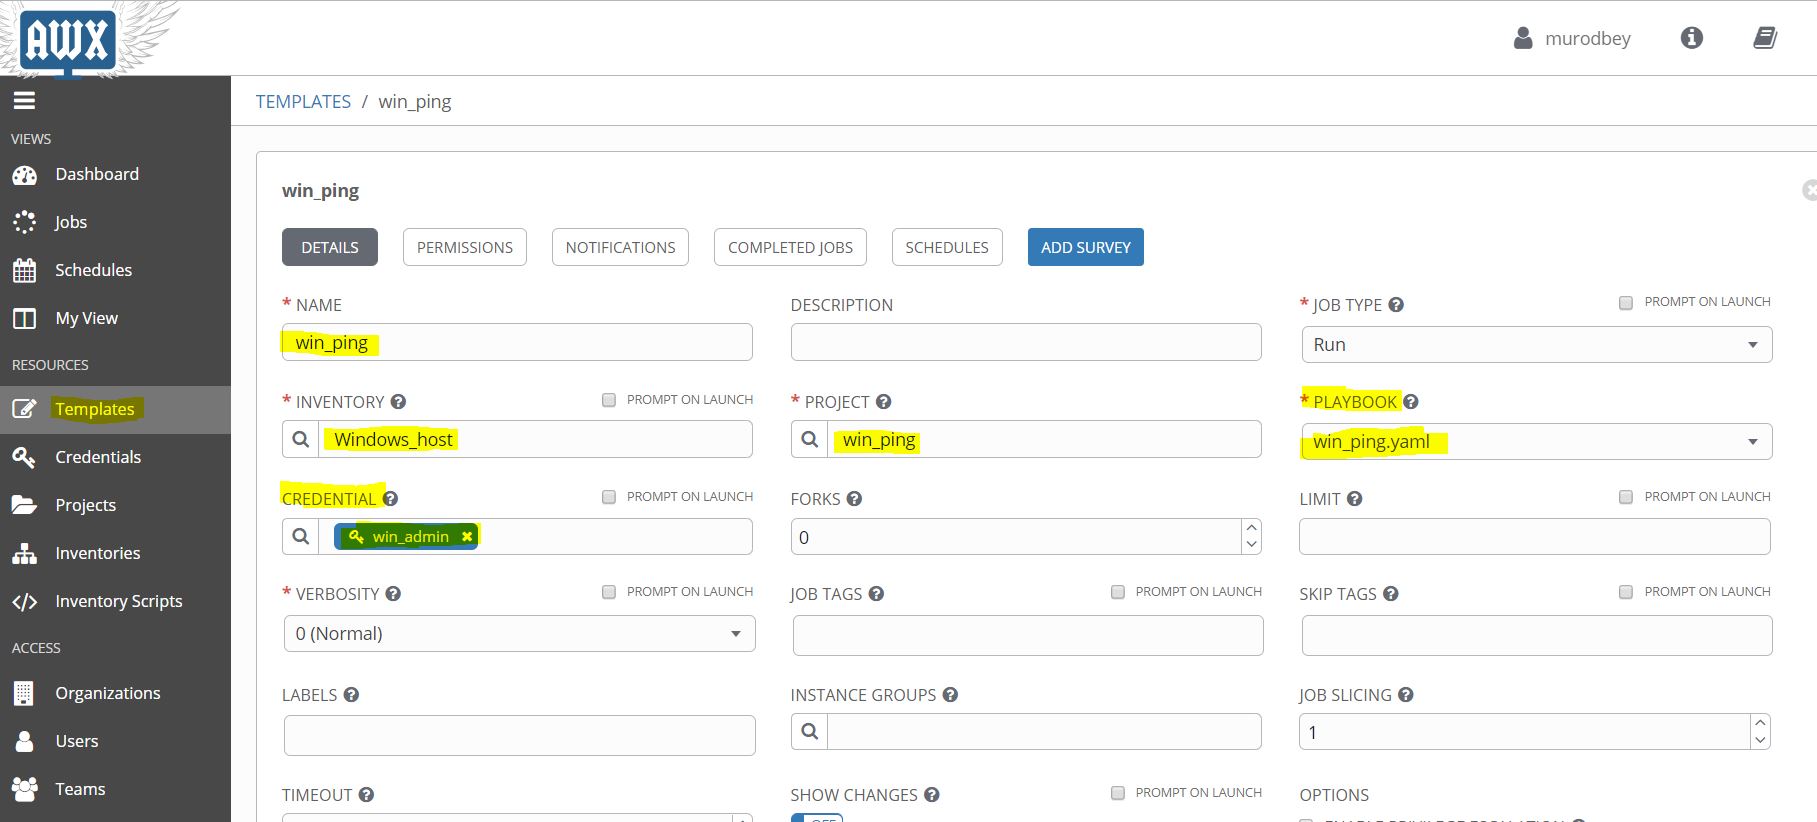 AWX
murodbey
VIEWS
Dashboard
Jobs
Schedules
My View
RESOURCES
Templates
Credentials
Projects
Inventories
Inventory Scripts
ACCESS
Organizations
Users
Teams
TEMPLATES / win_ping
win_ping
DETAILS PERMISSIONS NOTIFICATIONS COMPLETED JOBS SCHEDULES ADD SURVEY
* NAME
win_ping
DESCRIPTION
* JOB TYPE PROMPT ON LAUNCH
Run
* INVENTORY PROMPT ON LAUNCH
Windows_host
* PROJECT
win_ping
* PLAYBOOK
win_ping.yaml
CREDENTIAL PROMPT ON LAUNCH
win_admin
FORKS
0
LIMIT PROMPT ON LAUNCH
* VERBOSITY PROMPT ON LAUNCH
0 (Normal)
JOB TAGS PROMPT ON LAUNCH
SKIP TAGS PROMPT ON LAUNCH
LABELS
INSTANCE GROUPS
JOB SLICING
1
TIMEOUT
SHOW CHANGES PROMPT ON LAUNCH
OFF
OPTIONS
ENABLE PRIVILEGE ESCALATION